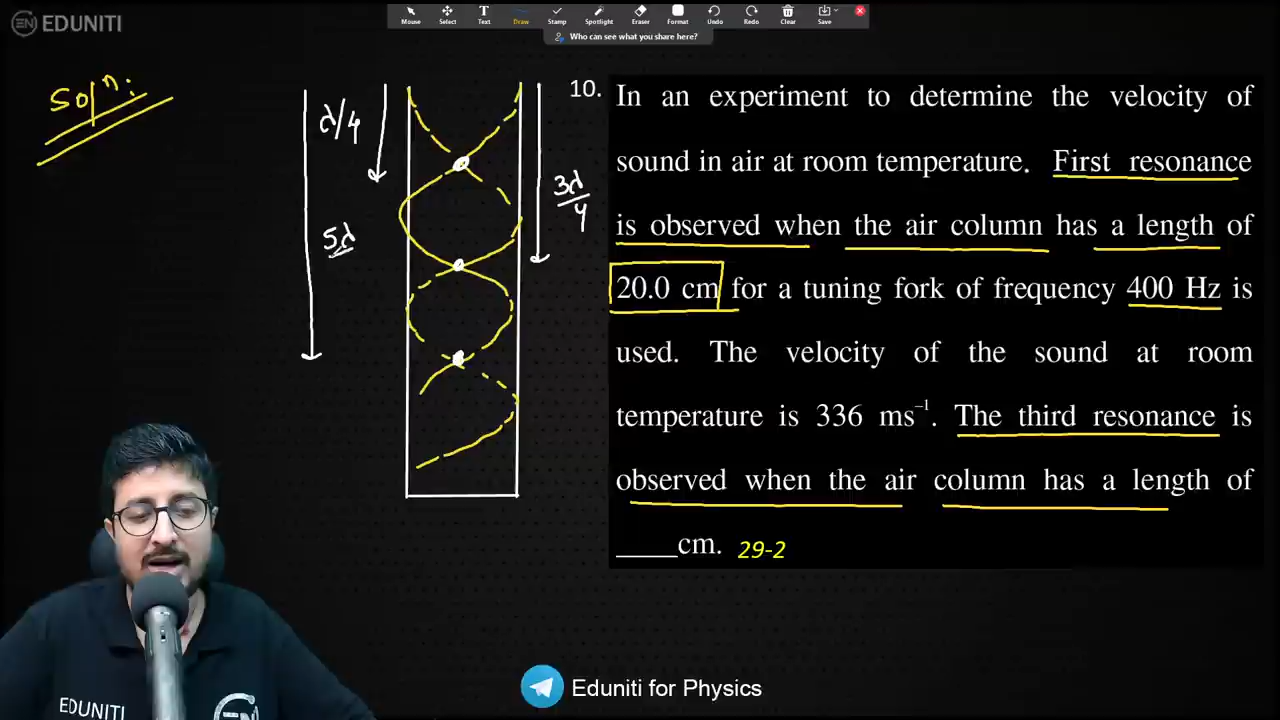 EDUNITI
Mouse Select Text Draw Stamp Spotlight Eraser Format Undo Redo Clear Save
Who can see what you share here?
Solⁿ:
λ/4
5λ
3λ/4
10. In an experiment to determine the velocity of
sound in air at room temperature. First resonance
is observed when the air column has a length of
20.0 cm for a tuning fork of frequency 400 Hz is
used. The velocity of the sound at room
temperature is 336 ms⁻¹. The third resonance is
observed when the air column has a length of
_____cm. 29-2
EDUNITI
Eduniti for Physics